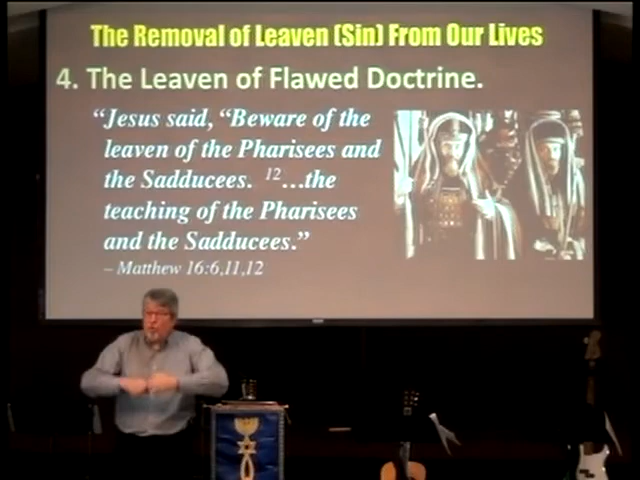 The Removal of Leaven (Sin) From Our Lives
4. The Leaven of Flawed Doctrine.
“Jesus said, “Beware of the
leaven of the Pharisees and
the Sadducees. 12…the
teaching of the Pharisees
and the Sadducees.”
– Matthew 16:6,11,12